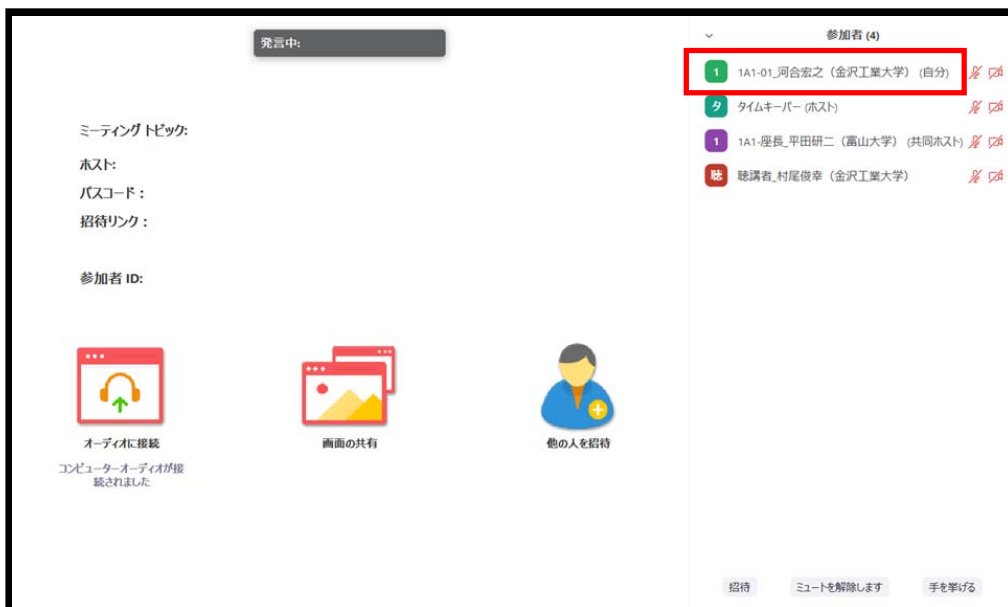 発言中:
ミーティング トピック:
ホスト:
パスコード：
招待リンク：
参加者 ID:
オーディオに接続
コンピューターオーディオが接
続されました
画面の共有
他の人を招待
参加者 (4)
1 1A1-01_河合宏之（金沢工業大学） (自分)
タ タイムキーパー (ホスト)
1 1A1-座長_平田研二（富山大学） (共同ホスト)
聴 聴講者_村尾俊幸（金沢工業大学）
招待 ミュートを解除します 手を挙げる